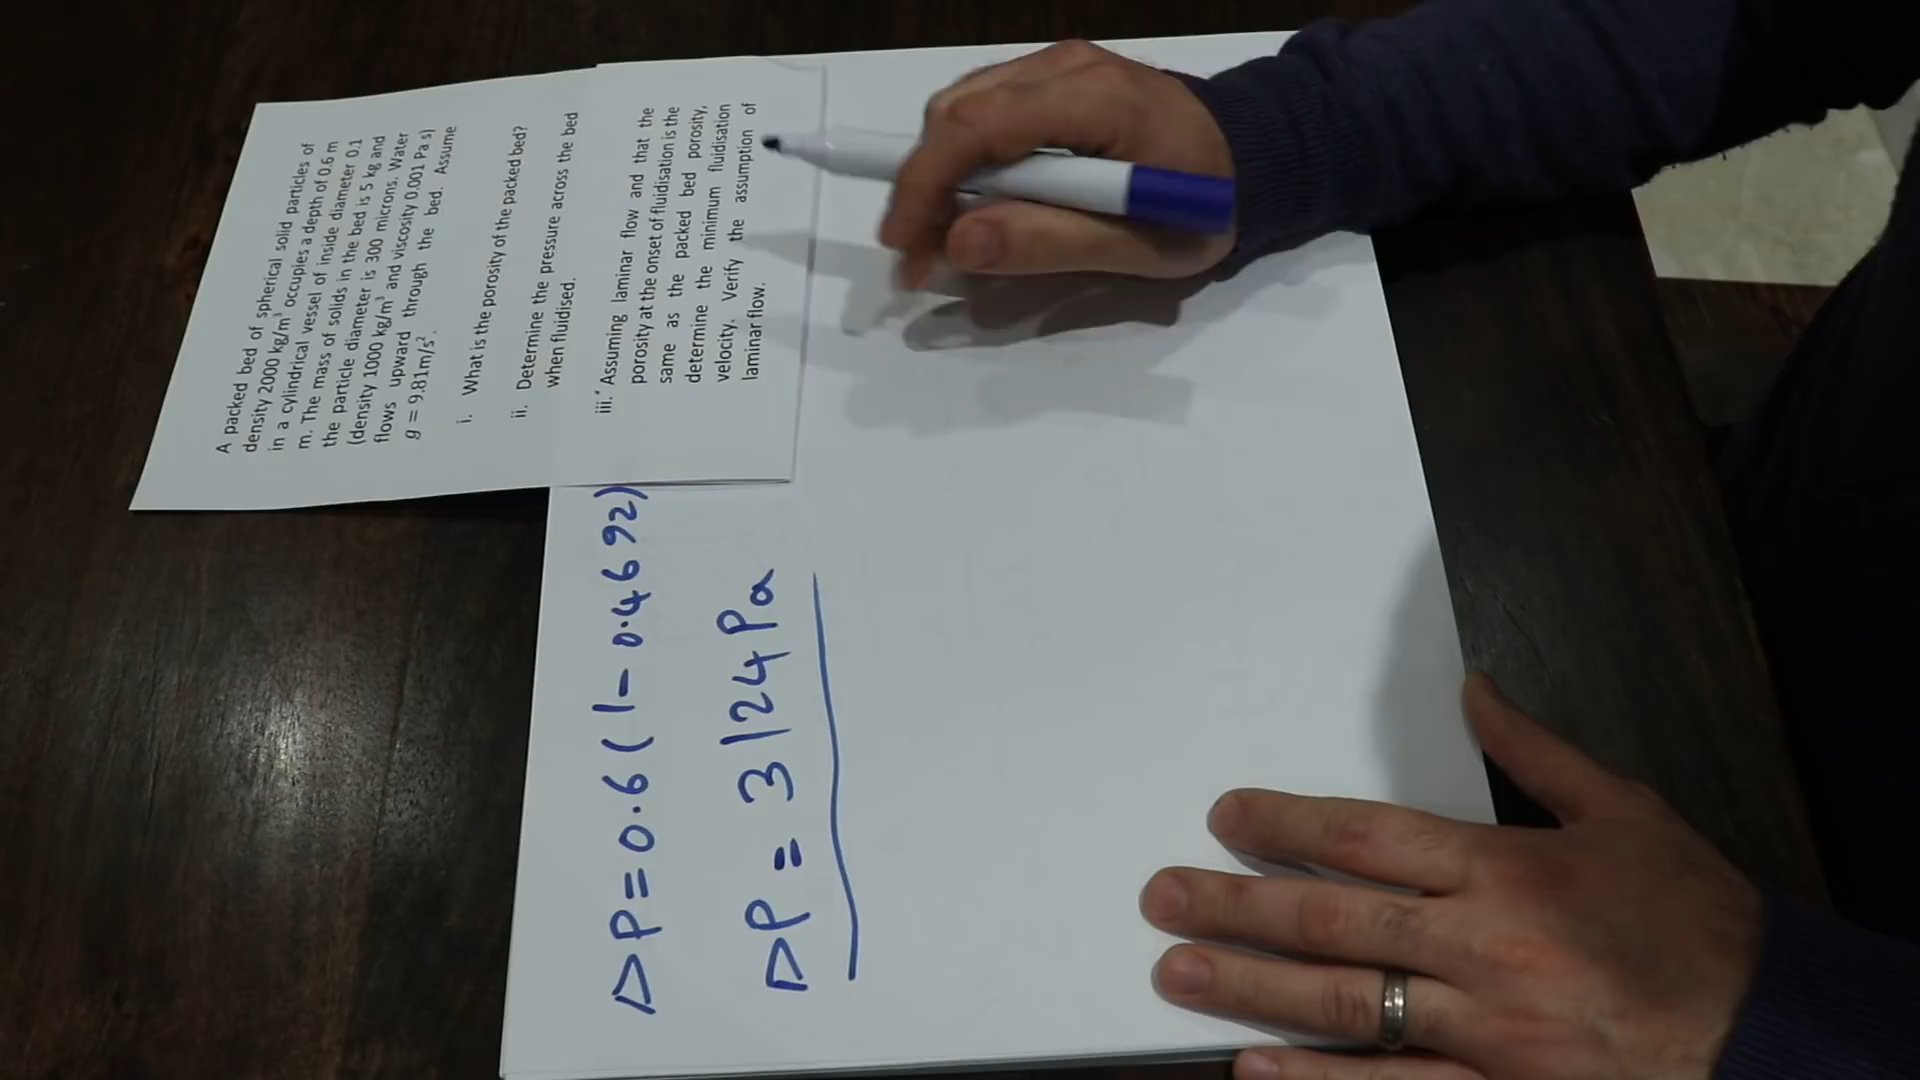 A packed bed of spherical solid particles of
density 2000 kg/m³ occupies a depth of 0.6 m
in a cylindrical vessel of inside diameter 0.1
m. The mass of solids in the bed is 5 kg and
the particle diameter is 300 microns. Water
(density 1000 kg/m³ and viscosity 0.001 Pa s)
flows upward through the bed. Assume
g = 9.81m/s².
i. What is the porosity of the packed bed?
ii. Determine the pressure across the bed
when fluidised.
iii. Assuming laminar flow and that the
porosity at the onset of fluidisation is the
same as the packed bed porosity,
determine the minimum fluidisation
velocity. Verify the assumption of
laminar flow.
ΔP = 0.6(1-0.4692)
ΔP = 3124Pa